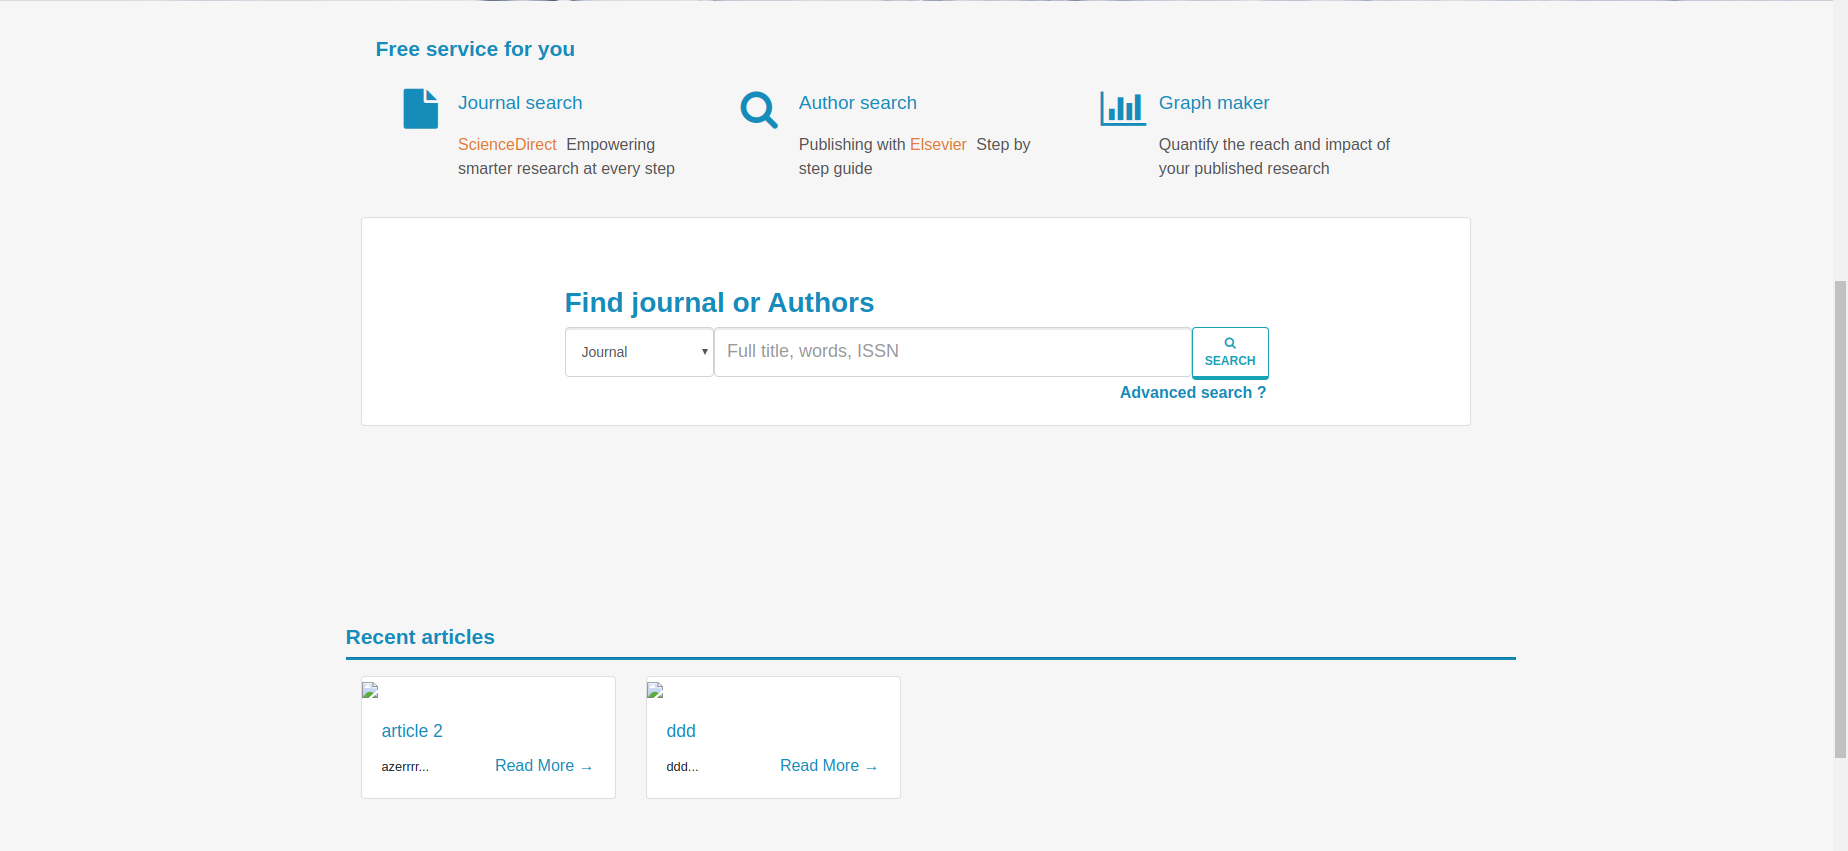 Free service for you
Journal search
ScienceDirect Empowering
smarter research at every step
Author search
Publishing with Elsevier Step by
step guide
Graph maker
Quantify the reach and impact of
your published research
Find journal or Authors
Journal
Full title, words, ISSN
SEARCH
Advanced search ?
Recent articles
article 2
azerrrr...
Read More →
ddd
ddd...
Read More →